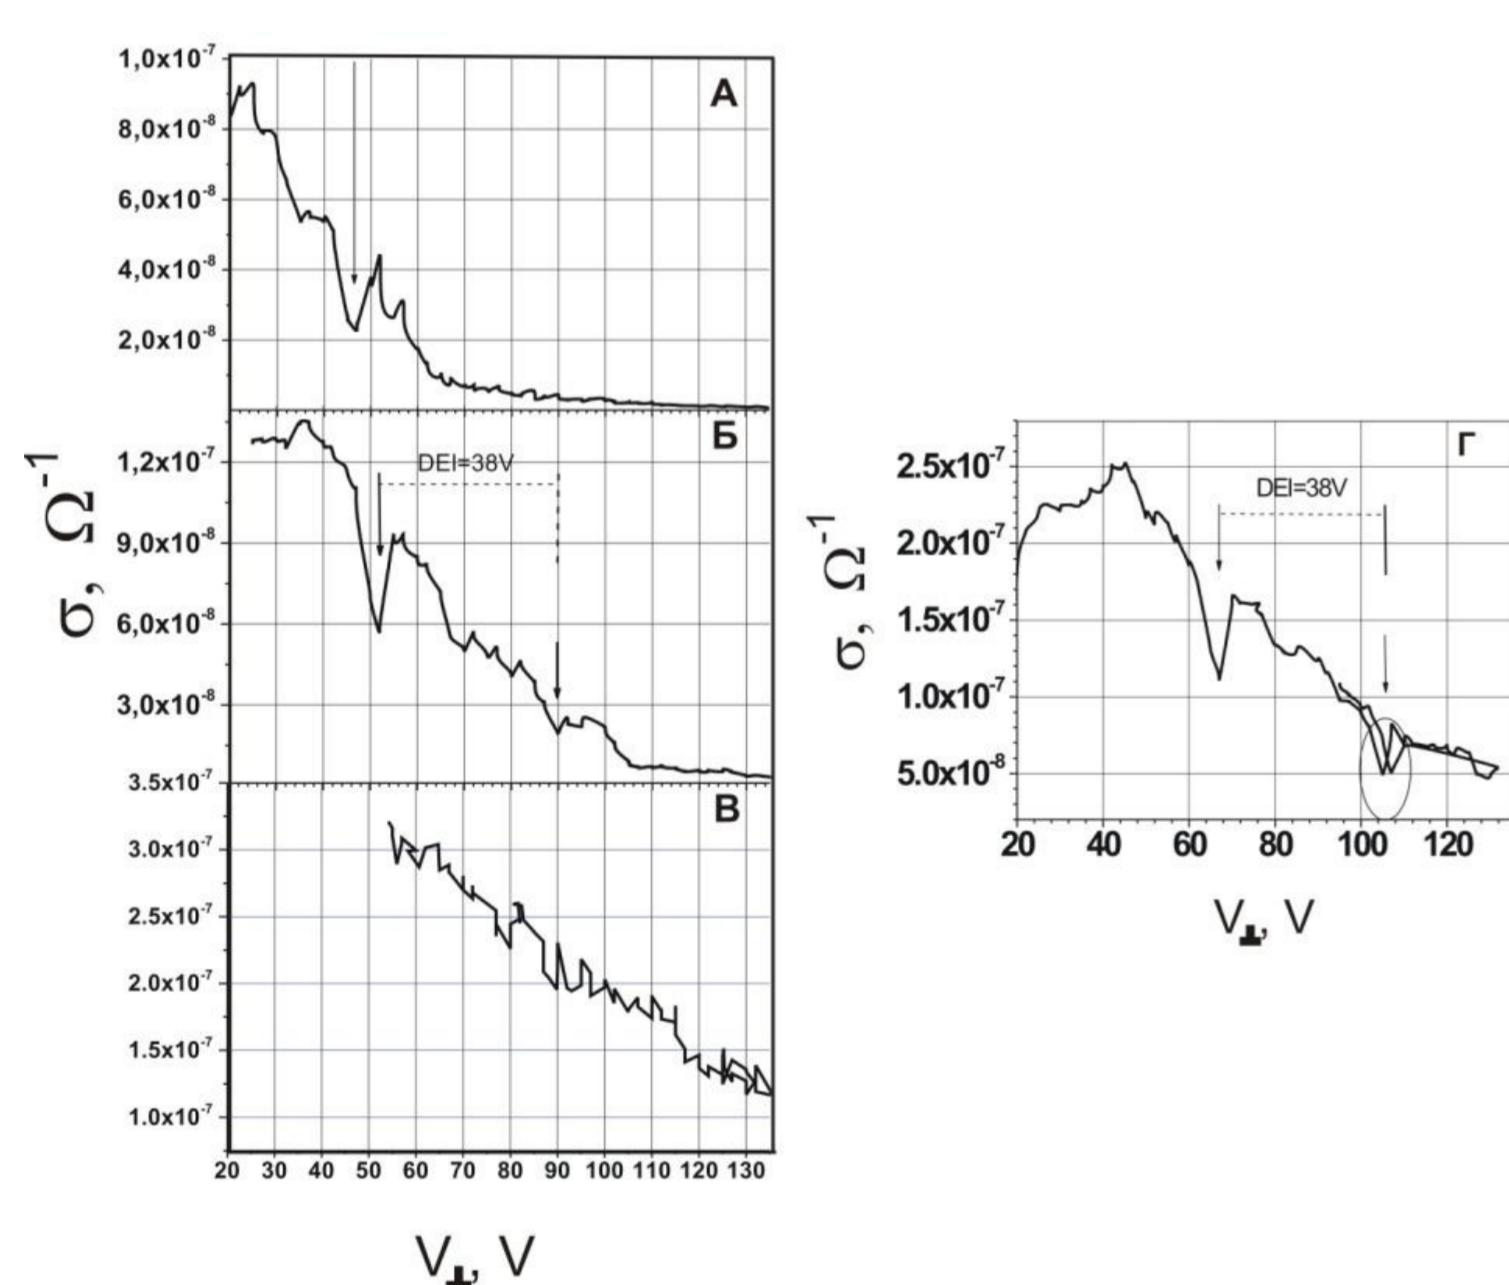 1,0x10⁻⁷
А
8,0x10⁻⁸
6,0x10⁻⁸
4,0x10⁻⁸
2,0x10⁻⁸
σ, Ω⁻¹
Б
1,2x10⁻⁷
DEI=38V
9,0x10⁻⁸
6,0x10⁻⁸
3,0x10⁻⁸
3.5x10⁻⁷
В
3.0x10⁻⁷
2.5x10⁻⁷
2.0x10⁻⁷
1.5x10⁻⁷
1.0x10⁻⁷
20 30 40 50 60 70 80 90 100 110 120 130
V⊥, V
σ, Ω⁻¹
Г
2.5x10⁻⁷
DEI=38V
2.0x10⁻⁷
1.5x10⁻⁷
1.0x10⁻⁷
5.0x10⁻⁸
20 40 60 80 100 120
V⊥, V